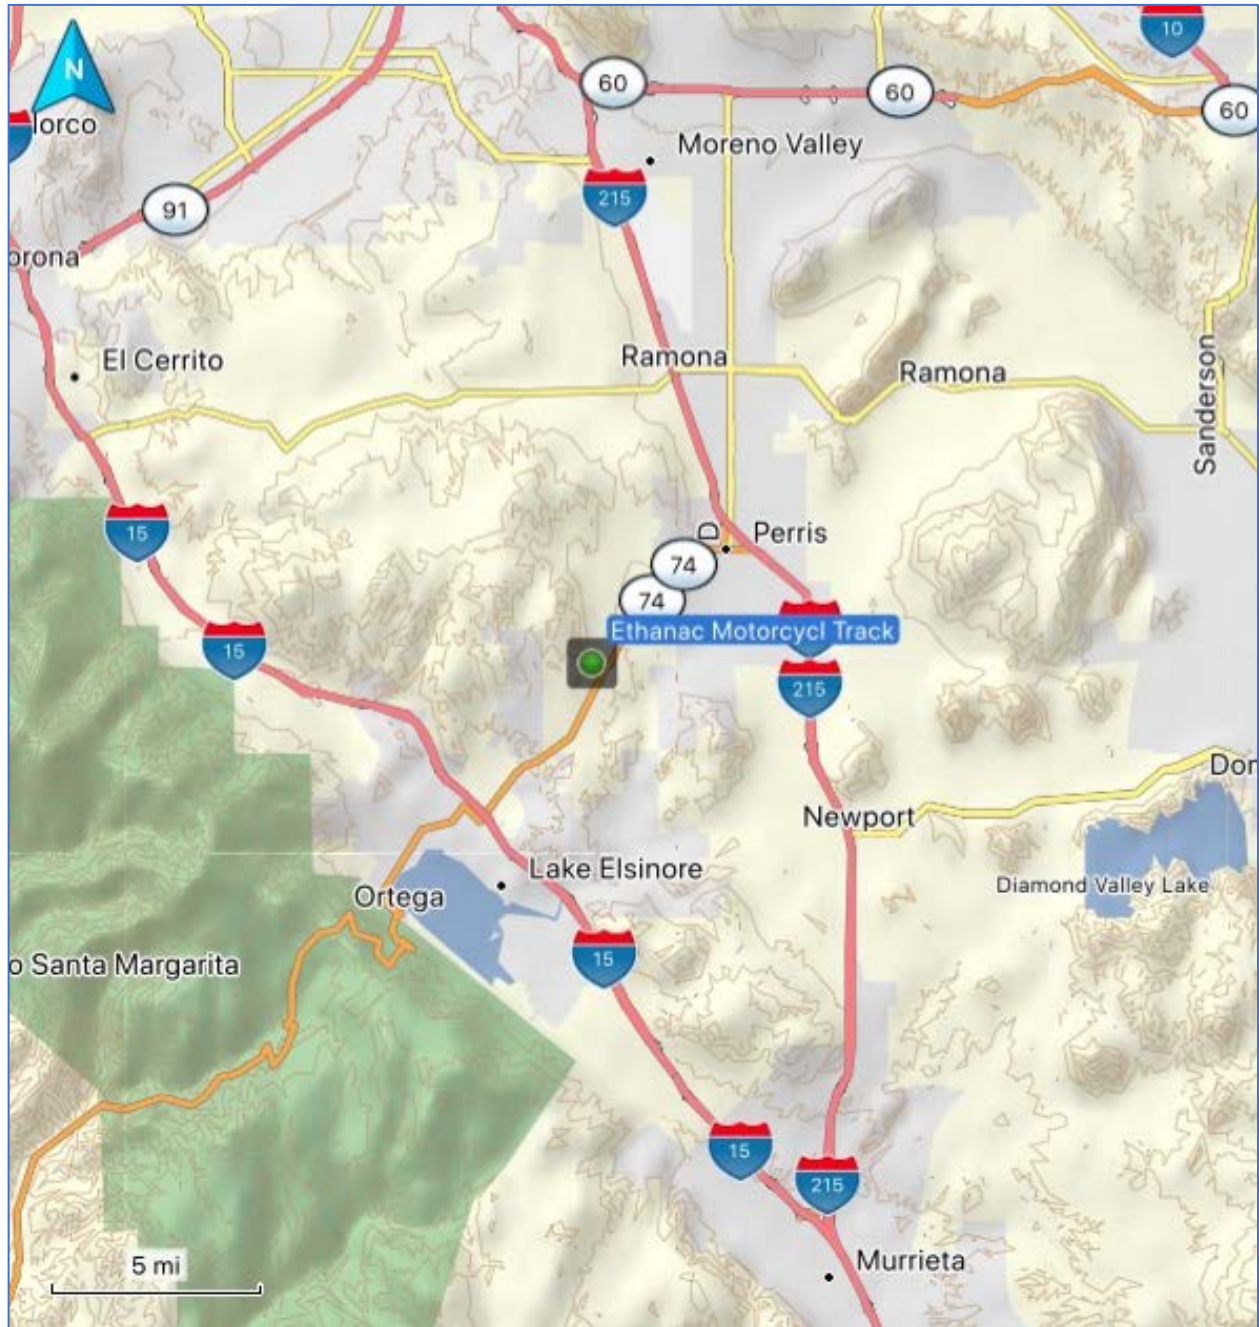 10
N
60
60
60
lorco
Moreno Valley
215
91
orona
El Cerrito
Ramona
Ramona
Sanderson
15
D
Perris
74
74
Ethanac Motorcycl Track
15
215
Dor
Newport
Lake Elsinore
Diamond Valley Lake
Ortega
15
o Santa Margarita
15
215
5 mi
Murrieta